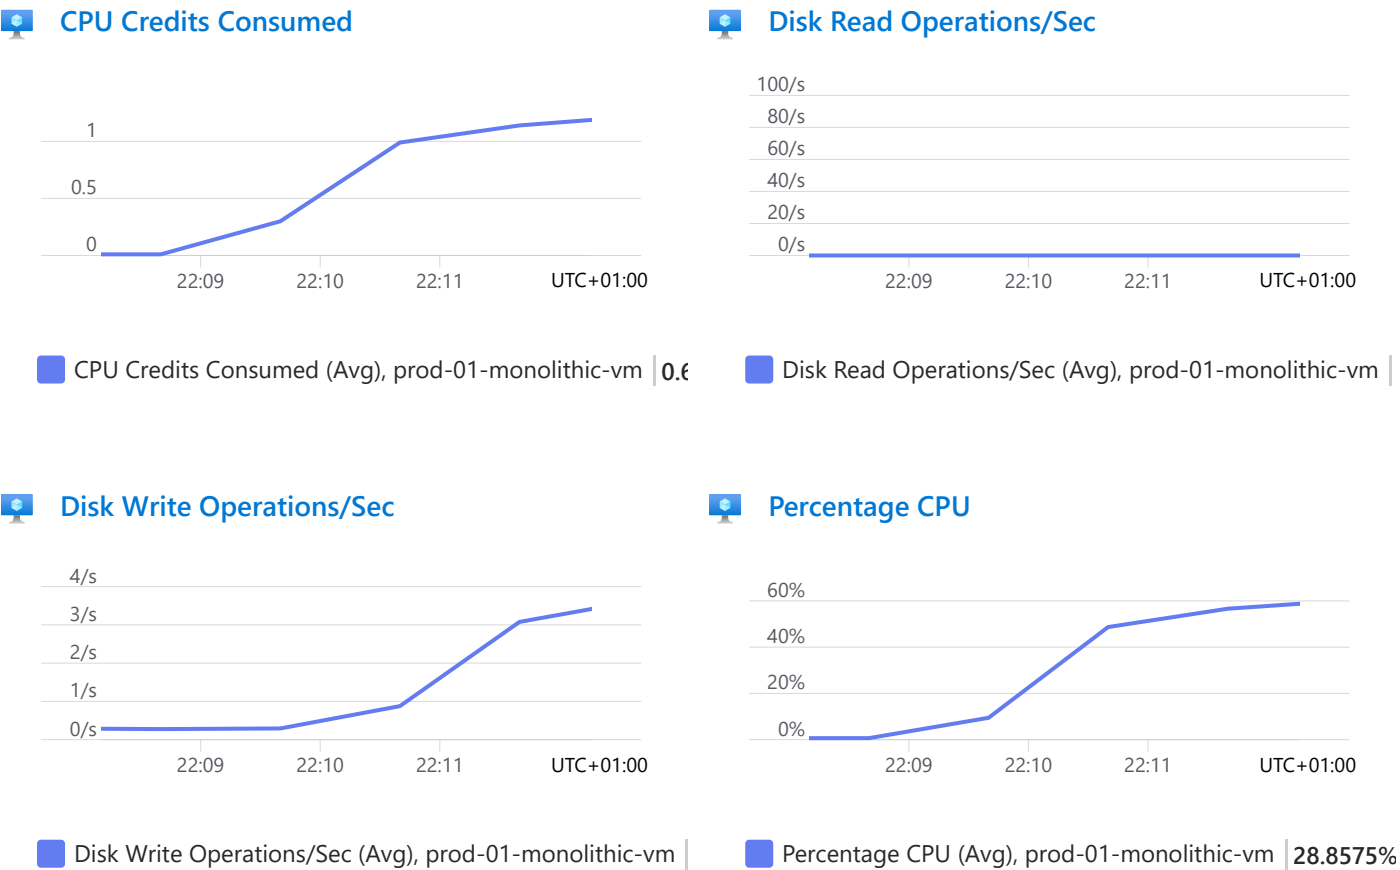 CPU Credits Consumed
1
0.5
0
22:09 22:10 22:11 UTC+01:00
CPU Credits Consumed (Avg), prod-01-monolithic-vm
Disk Read Operations/Sec
100/s
80/s
60/s
40/s
20/s
0/s
22:09 22:10 22:11 UTC+01:00
Disk Read Operations/Sec (Avg), prod-01-monolithic-vm
Disk Write Operations/Sec
4/s
3/s
2/s
1/s
0/s
22:09 22:10 22:11 UTC+01:00
Disk Write Operations/Sec (Avg), prod-01-monolithic-vm
Percentage CPU
60%
40%
20%
0%
22:09 22:10 22:11 UTC+01:00
Percentage CPU (Avg), prod-01-monolithic-vm 28.8575%